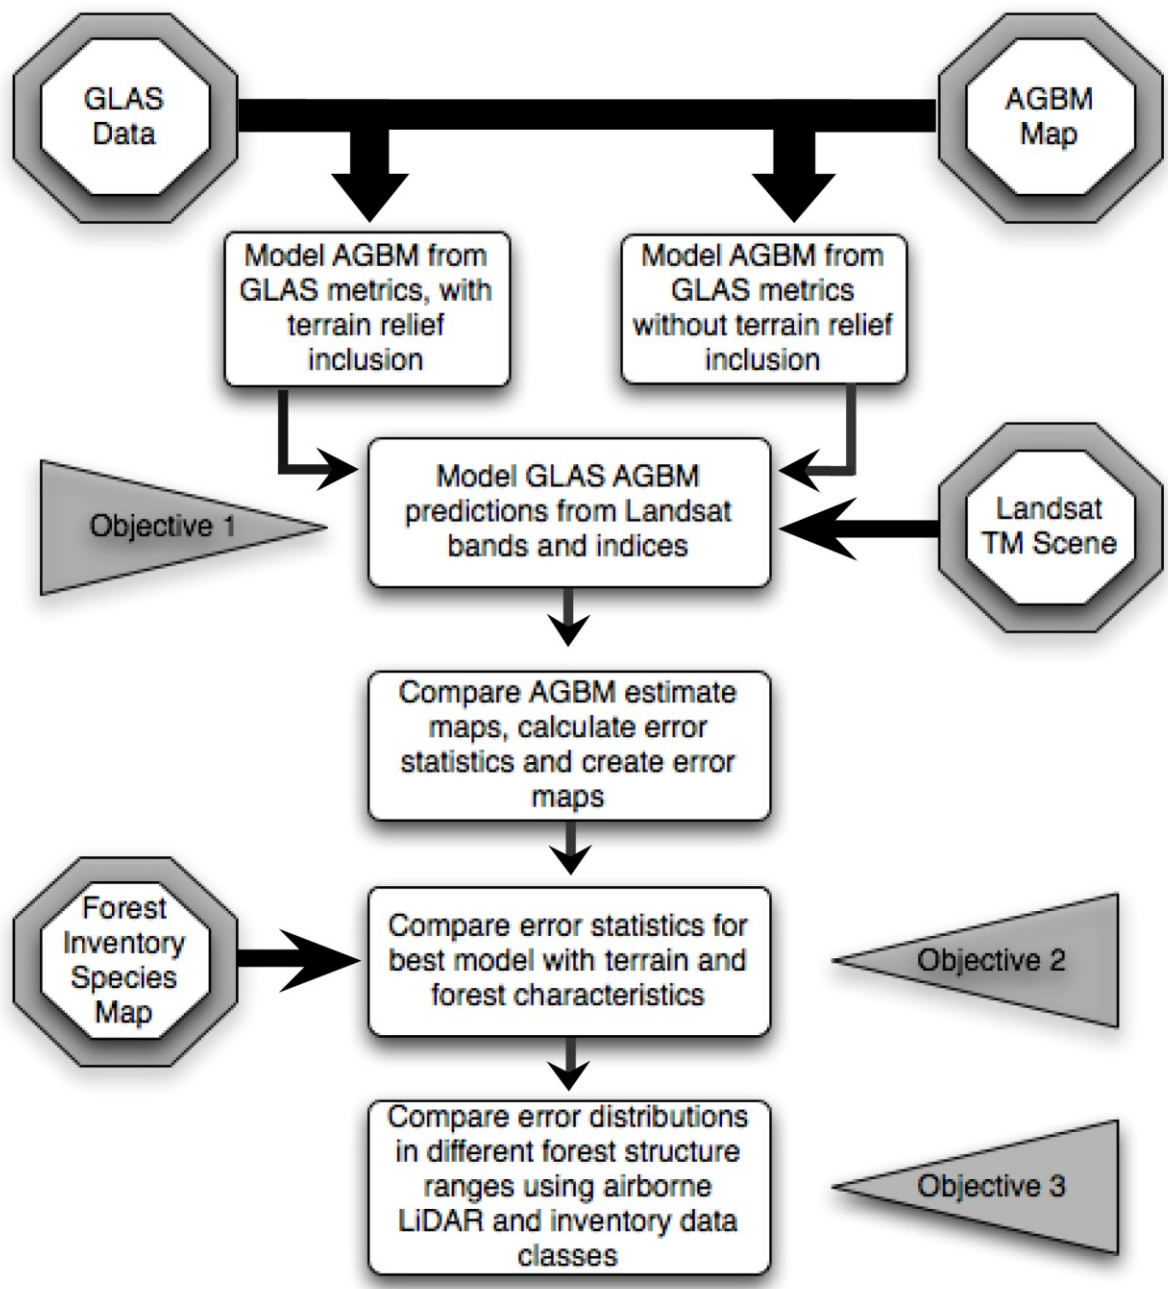 GLAS
Data
AGBM
Map
Model AGBM from
GLAS metrics, with
terrain relief
inclusion
Model AGBM from
GLAS metrics
without terrain relief
inclusion
Objective 1
Model GLAS AGBM
predictions from Landsat
bands and indices
Landsat
TM Scene
Compare AGBM estimate
maps, calculate error
statistics and create error
maps
Forest
Inventory
Species
Map
Compare error statistics for
best model with terrain and
forest characteristics
Objective 2
Compare error distributions
in different forest structure
ranges using airborne
LiDAR and inventory data
classes
Objective 3